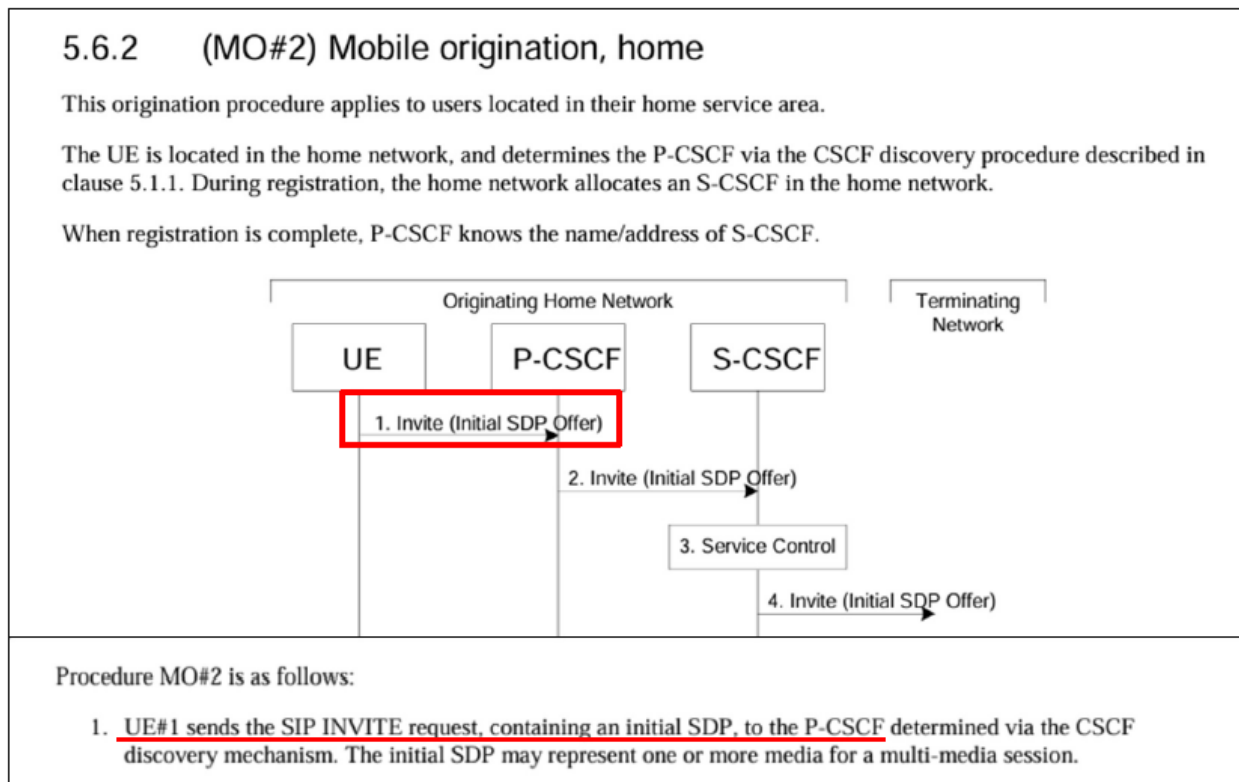 5.6.2 (MO#2) Mobile origination, home
This origination procedure applies to users located in their home service area.
The UE is located in the home network, and determines the P-CSCF via the CSCF discovery procedure described in
clause 5.1.1. During registration, the home network allocates an S-CSCF in the home network.
When registration is complete, P-CSCF knows the name/address of S-CSCF.
Originating Home Network
Terminating
Network
UE
P-CSCF
S-CSCF
1. Invite (Initial SDP Offer)
2. Invite (Initial SDP Offer)
3. Service Control
4. Invite (Initial SDP Offer)
Procedure MO#2 is as follows:
1. UE#1 sends the SIP INVITE request, containing an initial SDP, to the P-CSCF determined via the CSCF
discovery mechanism. The initial SDP may represent one or more media for a multi-media session.